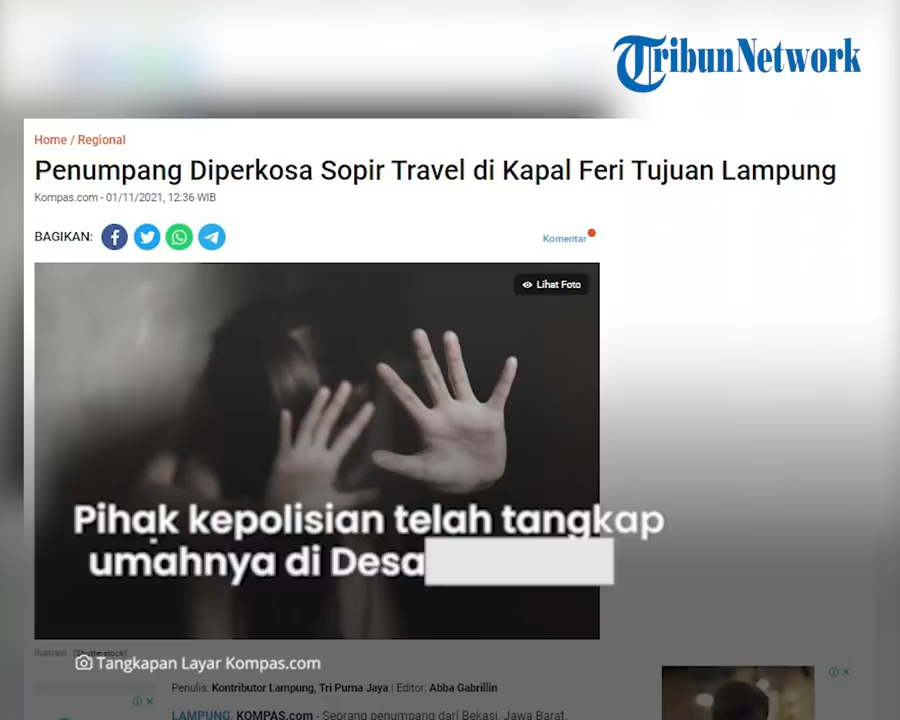 TribunNetwork
Home / Regional
Penumpang Diperkosa Sopir Travel di Kapal Feri Tujuan Lampung
Kompas.com - 01/11/2021, 12:36 WIB
BAGIKAN:
Komentar
Lihat Foto
Pihak kepolisian telah tangkap
umahnya di Desa
Ilustrasi (Shutterstock)
Tangkapan Layar Kompas.com
Penulis: Kontributor Lampung, Tri Purna Jaya | Editor: Abba Gabrillin
LAMPUNG, KOMPAS.com - Seorang penumpang dari Bekasi, Jawa Barat,